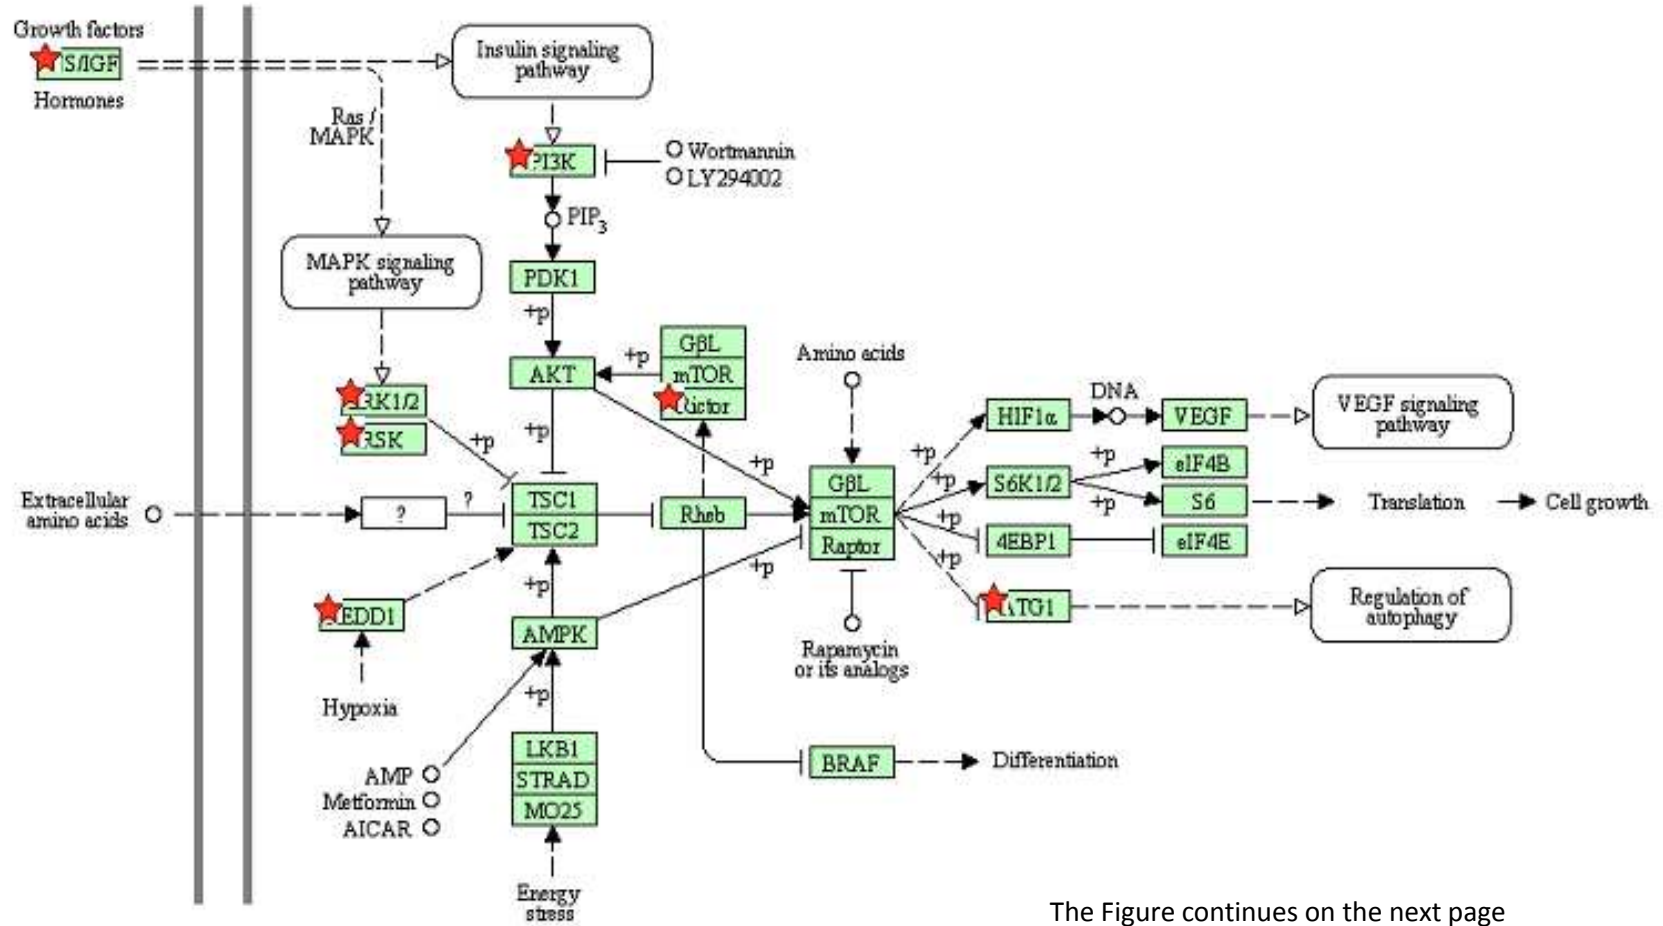 Growth factors
S/IGF
Hormones
Insulin signaling
pathway
Ras /
MAPK
PI3K
Wortmannin
LY294002
PIP3
MAPK signaling
pathway
PDK1
+p
GβL
mTOR
Rictor
+p
AKT
Amino acids
RK1/2
RSK
+p
+p
+p
HIF1α
DNA
VEGF
VEGF signaling
pathway
GβL
mTOR
Raptor
+p
+p
+p
+p
S6K1/2
+p
+p
eIF4B
S6
Translation
Cell growth
4EBP1
eIF4E
Extracellular
amino acids
?
?
TSC1
TSC2
Rheb
+p
+p
EDD1
AMPK
Hypoxia
Rapamycin
or its analogs
TG1
Regulation of
autophagy
+p
AMP
Metformin
AICAR
LKB1
STRAD
MO25
BRAF
Differentiation
Energy
stress
The Figure continues on the next page